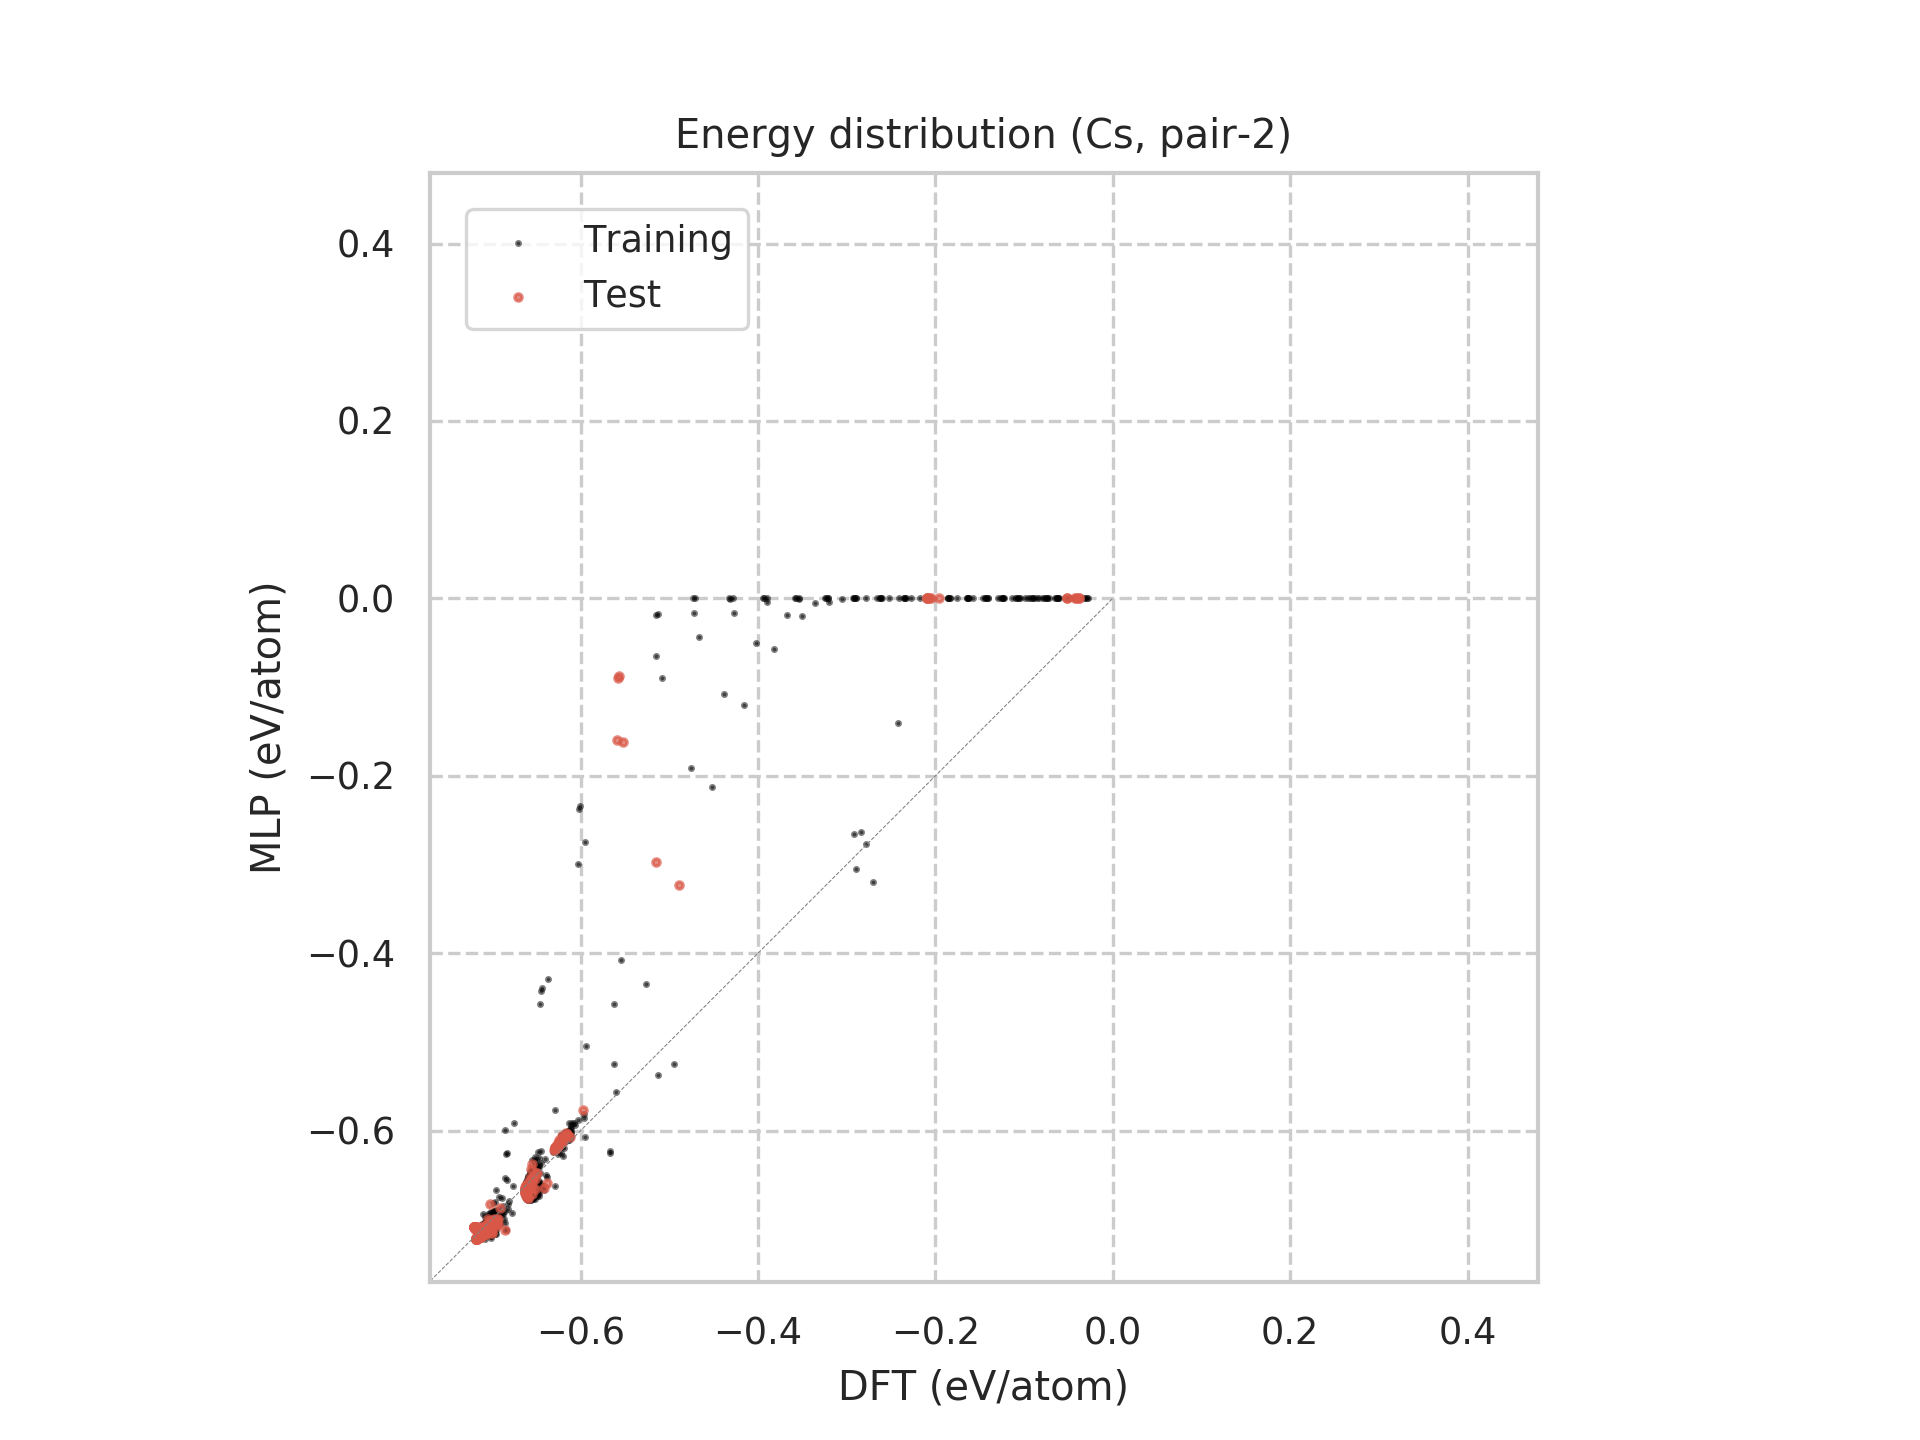 Energy distribution (Cs, pair-2)
Training
Test
0.4
0.2
0.0
−0.2
−0.4
−0.6
MLP (eV/atom)
−0.6 −0.4 −0.2 0.0 0.2 0.4
DFT (eV/atom)